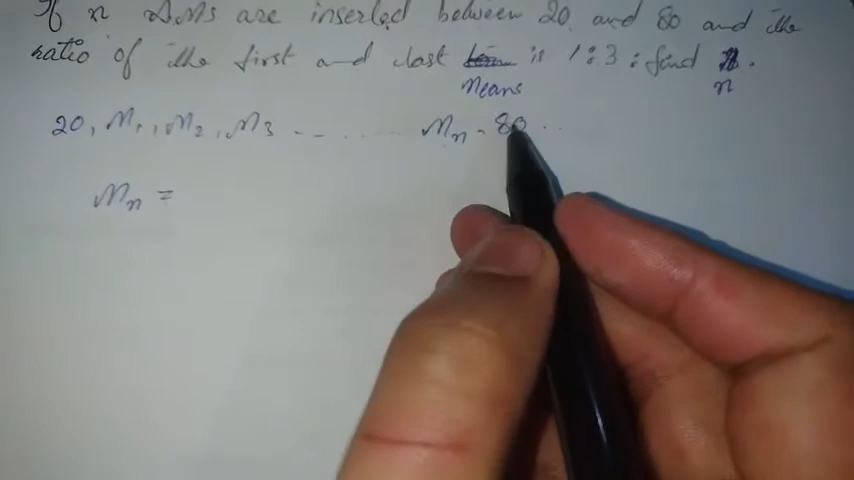 If n AMs are inserted between 20 and 80 and the
ratio of the first and last means is 1:3: find n.
20, M1, M2, M3 -- ....... Mn - 80 ..
Mn =